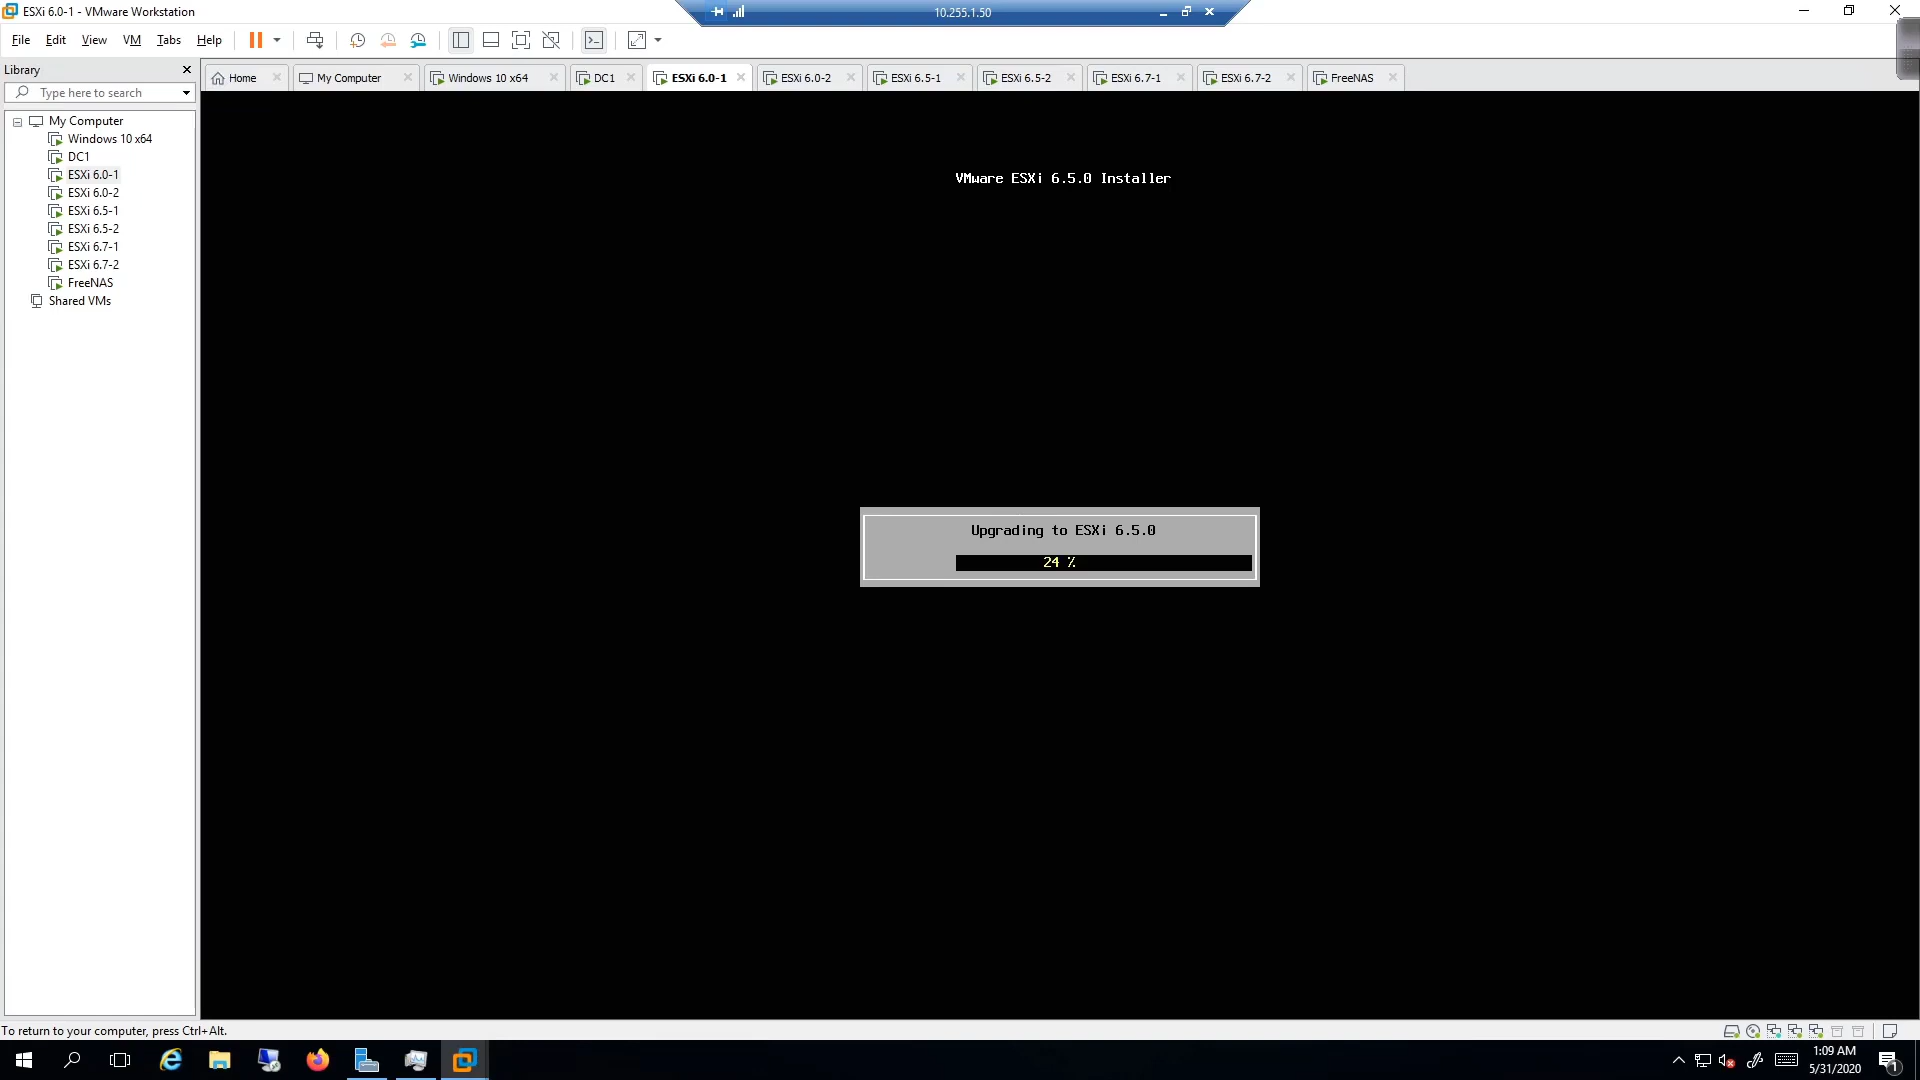 ESXi 6.0-1 - VMware Workstation
10.255.1.50
File Edit View VM Tabs Help
Library
Type here to search
Home
My Computer
Windows 10 x64
DC1
ESXi 6.0-1
ESXi 6.0-2
ESXi 6.5-1
ESXi 6.5-2
ESXi 6.7-1
ESXi 6.7-2
FreeNAS
My Computer
Windows 10 x64
DC1
ESXi 6.0-1
ESXi 6.0-2
ESXi 6.5-1
ESXi 6.5-2
ESXi 6.7-1
ESXi 6.7-2
FreeNAS
Shared VMs
VMware ESXi 6.5.0 Installer
Upgrading to ESXi 6.5.0
24 %
To return to your computer, press Ctrl+Alt.
1:09 AM
5/31/2020
1